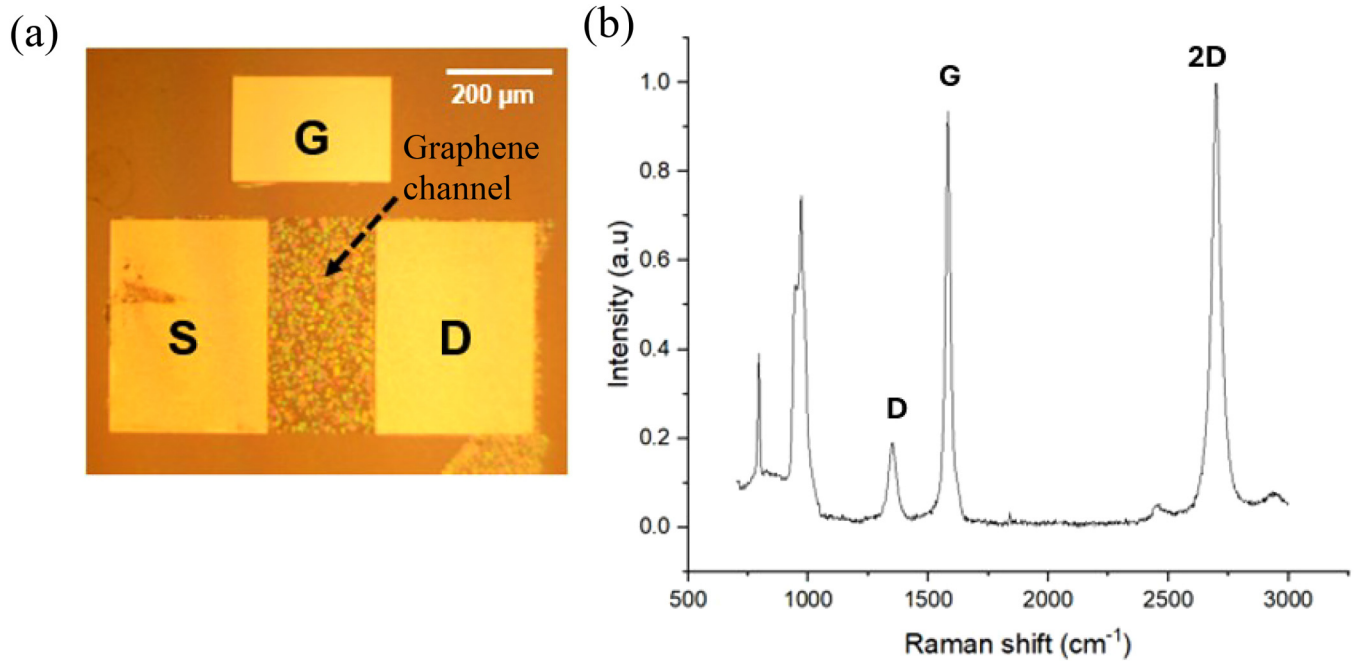 (a)
G
200 μm
Graphene
channel
S
D
(b)
Intensity (a.u)
1.0
0.8
0.6
0.4
0.2
0.0
D
G
2D
500
1000
1500
2000
2500
3000
Raman shift (cm⁻¹)